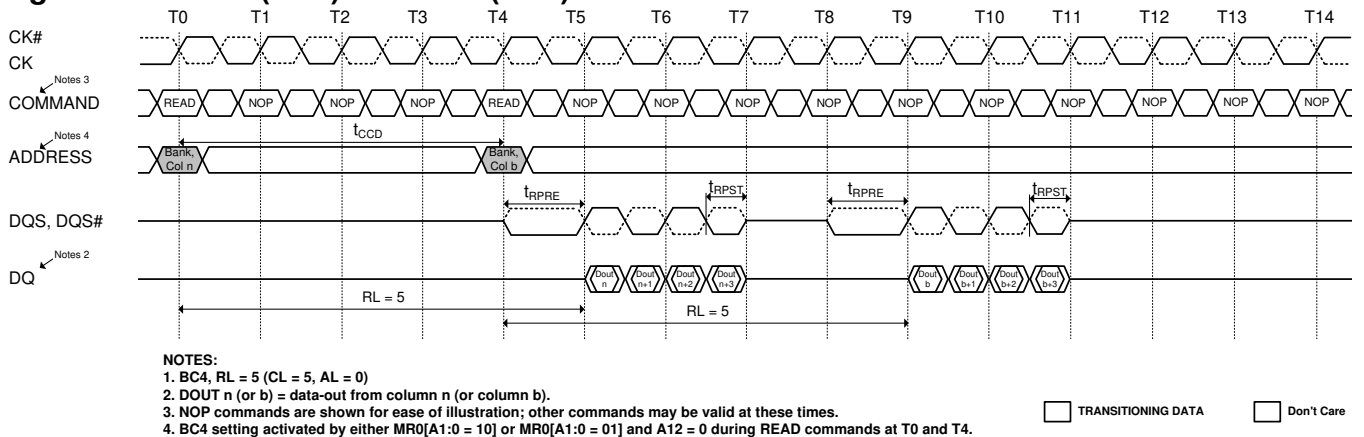 T0 T1 T2 T3 T4 T5 T6 T7 T8 T9 T10 T11 T12 T13 T14
CK#
CK
Notes 3
COMMAND READ NOP NOP NOP READ NOP NOP NOP NOP NOP NOP NOP NOP NOP NOP
tCCD
Notes 4
ADDRESS Bank, Col n Bank, Col b
tRPRE tRPST tRPRE tRPST
DQS, DQS#
Notes 2
DQ Dout n Dout n+1 Dout n+2 Dout n+3 Dout b Dout b+1 Dout b+2 Dout b+3
RL = 5 RL = 5
NOTES:
1. BC4, RL = 5 (CL = 5, AL = 0)
2. DOUT n (or b) = data-out from column n (or column b).
3. NOP commands are shown for ease of illustration; other commands may be valid at these times.
4. BC4 setting activated by either MR0[A1:0 = 10] or MR0[A1:0 = 01] and A12 = 0 during READ commands at T0 and T4.
TRANSITIONING DATA Don't Care